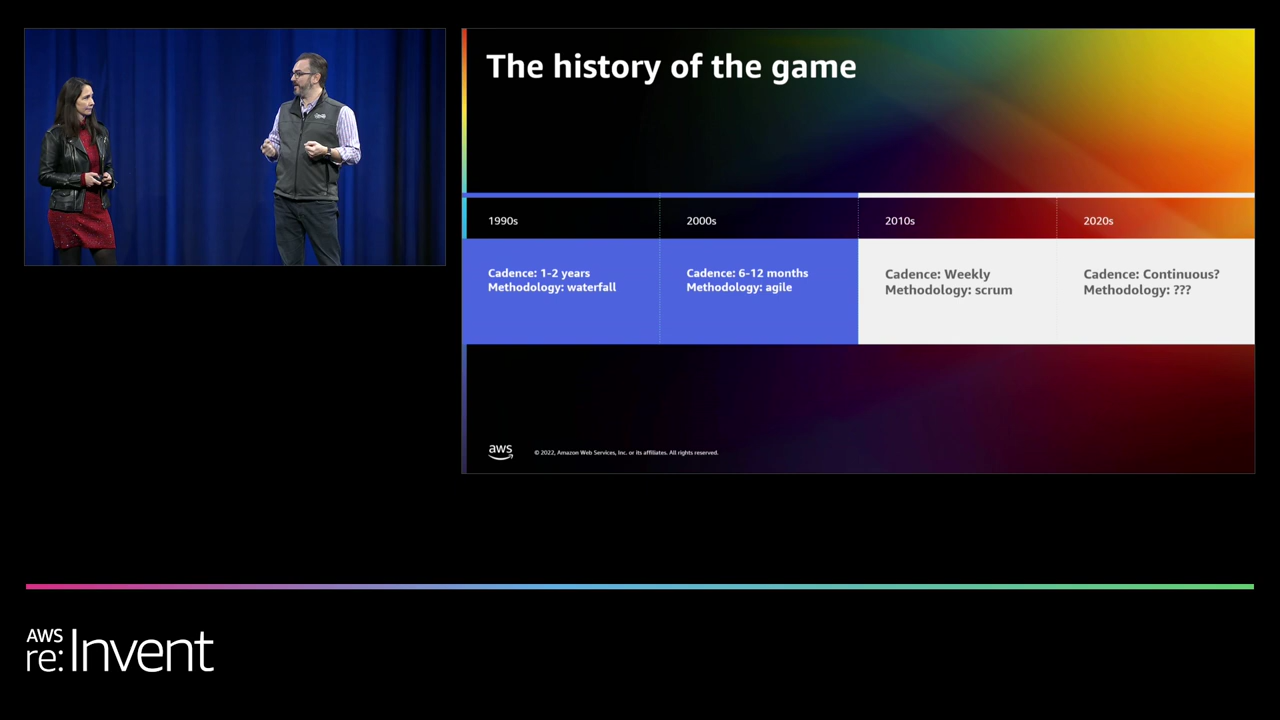 The history of the game
1990s
2000s
2010s
2020s
Cadence: 1-2 years
Methodology: waterfall
Cadence: 6-12 months
Methodology: agile
Cadence: Weekly
Methodology: scrum
Cadence: Continuous?
Methodology: ???
aws
© 2022, Amazon Web Services, Inc. or its affiliates. All rights reserved.
AWS
re:Invent